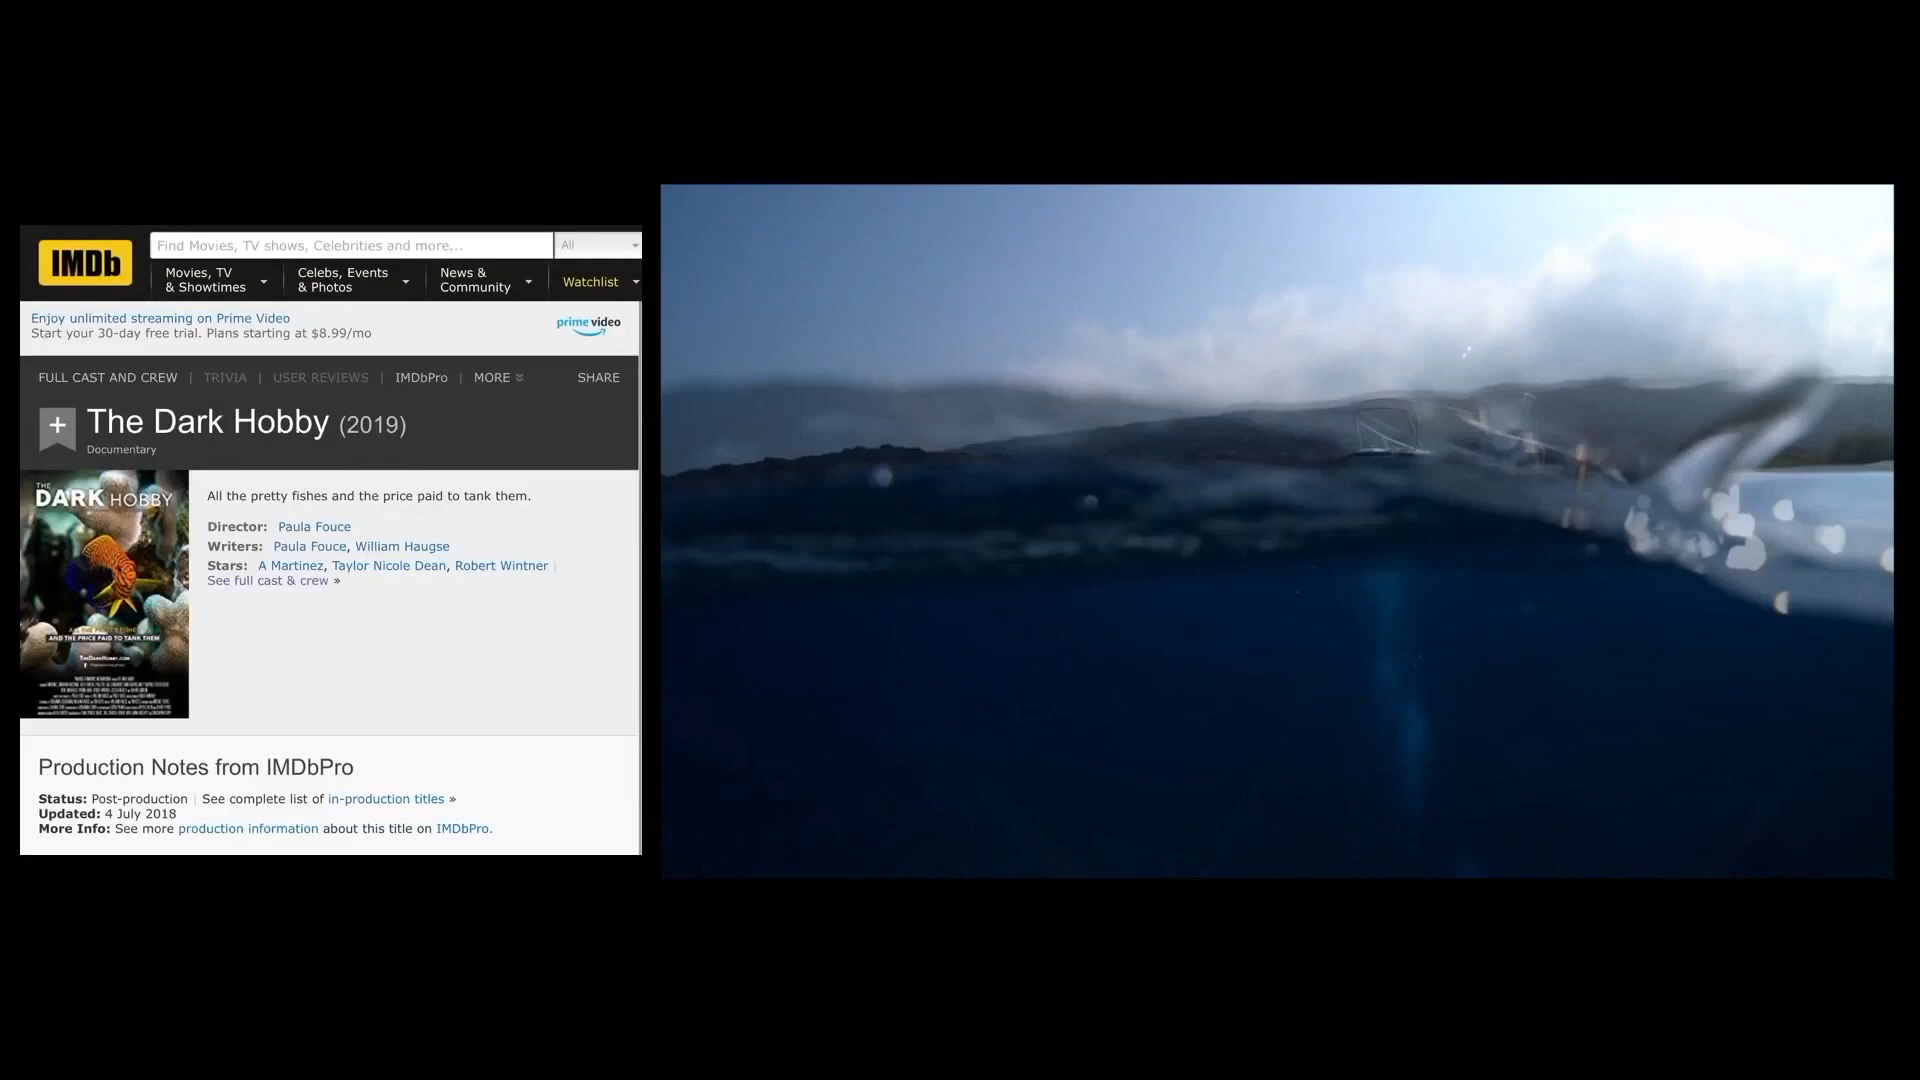 IMDb
Find Movies, TV shows, Celebrities and more...
All
Movies, TV
& Showtimes
Celebs, Events
& Photos
News &
Community
Watchlist
Enjoy unlimited streaming on Prime Video
Start your 30-day free trial. Plans starting at $8.99/mo
prime video
FULL CAST AND CREW | TRIVIA | USER REVIEWS | IMDbPro | MORE
SHARE
+
The Dark Hobby (2019)
Documentary
THE
DARK HOBBY
AND THE PRICE PAID TO TANK THEM
THEDARKHOBBY.COM
All the pretty fishes and the price paid to tank them.
Director: Paula Fouce
Writers: Paula Fouce, William Haugse
Stars: A Martinez, Taylor Nicole Dean, Robert Wintner |
See full cast & crew »
Production Notes from IMDbPro
Status: Post-production | See complete list of in-production titles »
Updated: 4 July 2018
More Info: See more production information about this title on IMDbPro.